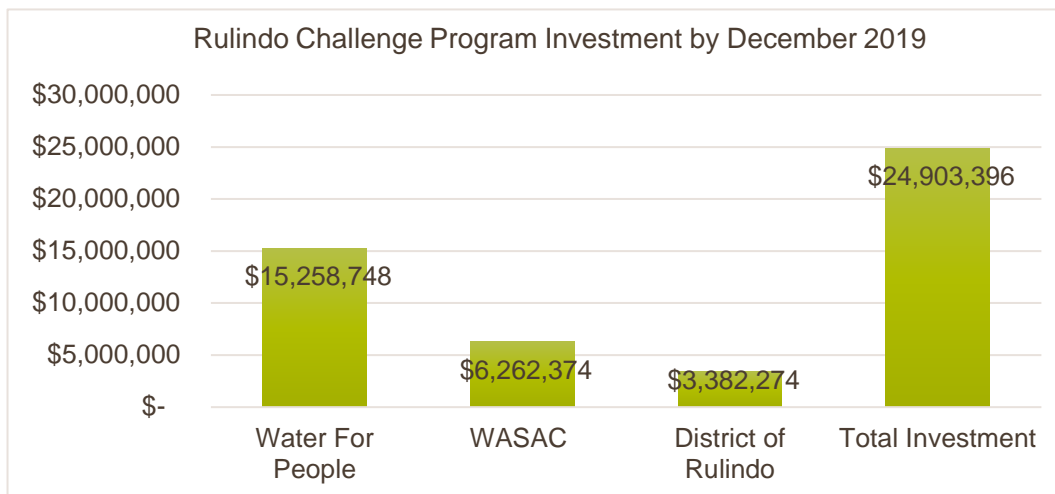 Rulindo Challenge Program Investment by December 2019
$30,000,000
$25,000,000
$20,000,000
$15,000,000
$10,000,000
$5,000,000
$-
$15,258,748
$6,262,374
$3,382,274
$24,903,396
Water For
People
WASAC
District of
Rulindo
Total Investment